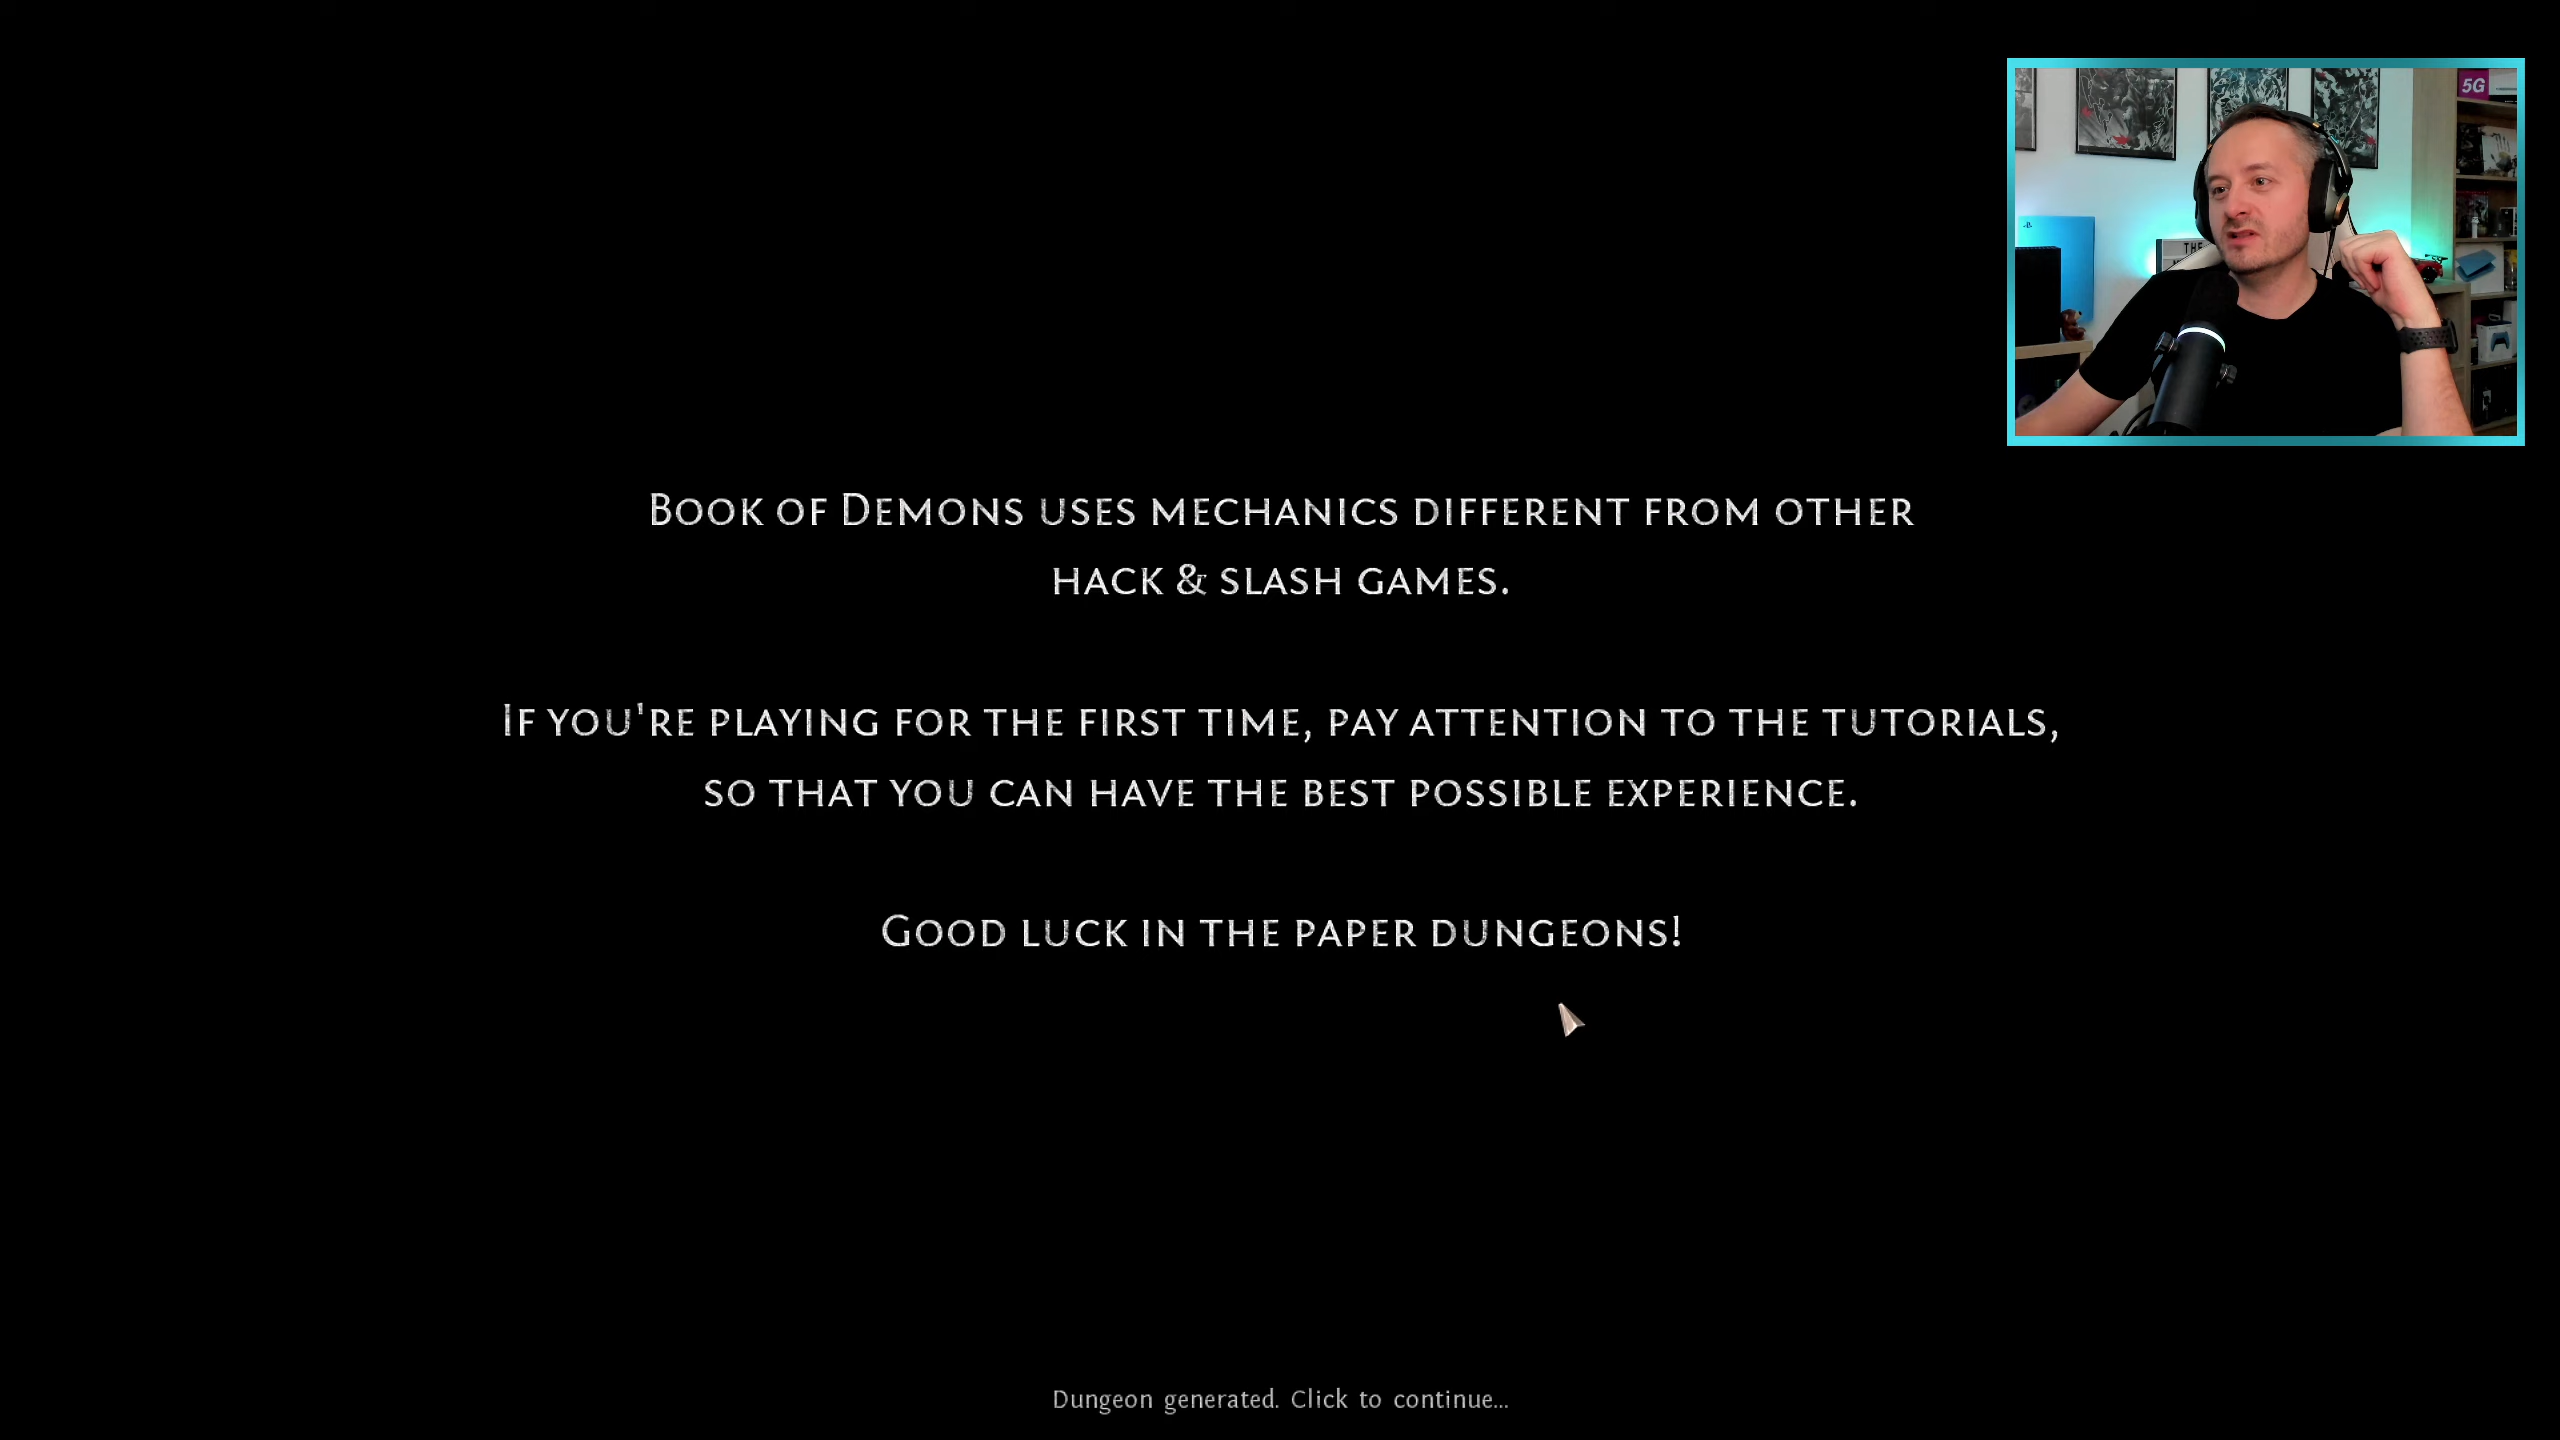 5G
THE
Book of Demons uses mechanics different from other
hack & slash games.
If you're playing for the first time, pay attention to the tutorials,
so that you can have the best possible experience.
Good luck in the paper dungeons!
Dungeon generated. Click to continue...